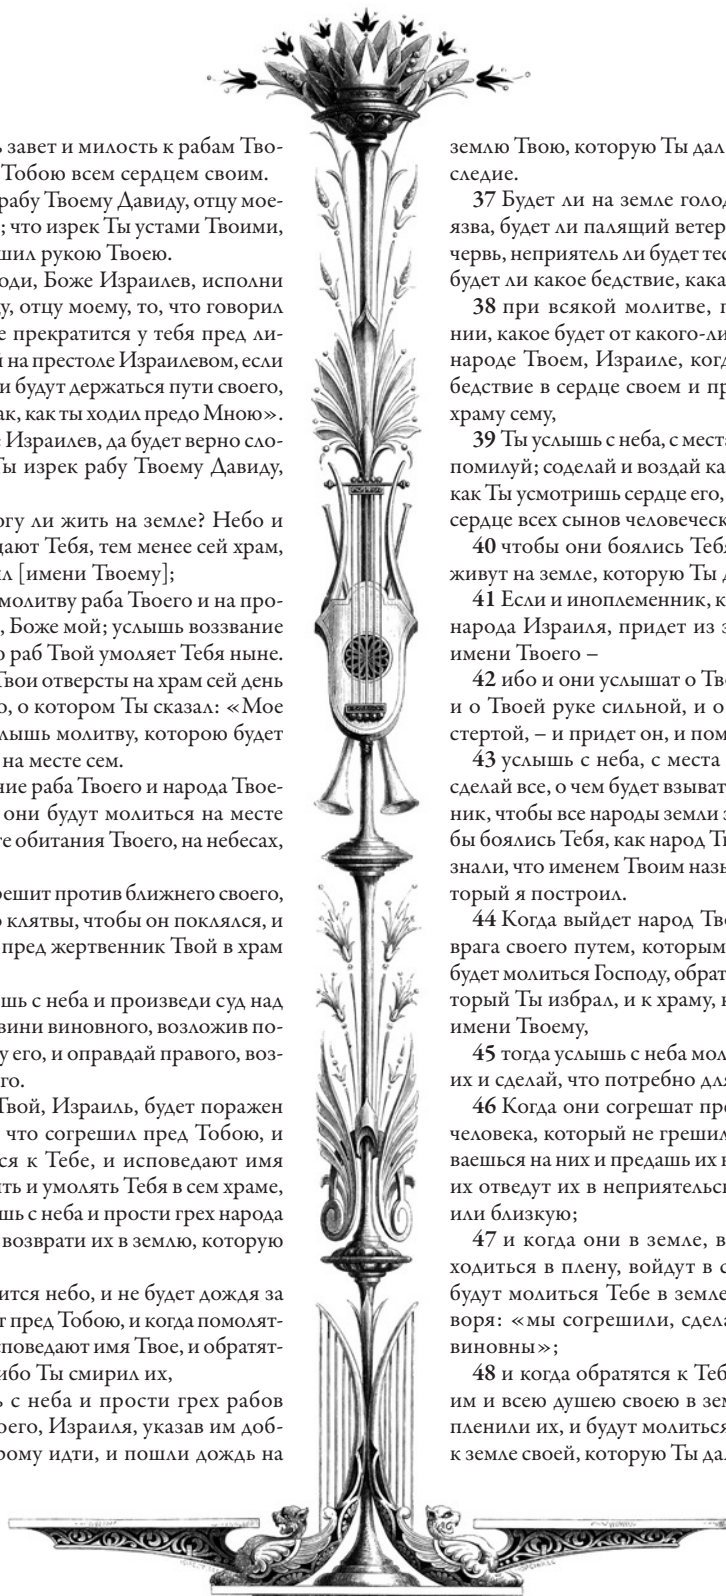 ь завет и милость к рабам Тво-
Тобою всем сердцем своим.
рабу Твоему Давиду, отцу мое-
; что изрек Ты устами Твоими,
шил рукою Твоею.
оди, Боже Израилев, исполни
у, отцу моему, то, что говорил
е прекратится у тебя пред ли-
й на престоле Израилевом, если
и будут держаться пути своего,
ак, как ты ходил предо Мною».
е Израилев, да будет верно сло-
Ты изрек рабу Твоему Давиду,
огу ли жить на земле? Небо и
щают Тебя, тем менее сей храм,
ил [имени Твоему];
молитву раба Твоего и на про-
, Боже мой; услышь воззвание
ю раб Твой умоляет Тебя ныне.
Твои отверсты на храм сей день
о, о котором Ты сказал: «Мое
лышь молитву, которою будет
на месте сем.
ние раба Твоего и народа Твое-
они будут молиться на месте
те обитания Твоего, на небесах,
решит против ближнего своего,
о клятвы, чтобы он поклялся, и
пред жертвенник Твой в храм
шь с неба и произведи суд над
вини виновного, возложив по-
у его, и оправдай правого, воз-
го.
Твой, Израиль, будет поражен
что согрешил пред Тобою, и
ся к Тебе, и исповедают имя
ть и умолять Тебя в сем храме,
шь с неба и прости грех народа
возврати их в землю, которую
ится небо, и не будет дождя за
т пред Тобою, и когда помолят-
споведают имя Твое, и обратят-
ибо Ты смирил их,
ь с неба и прости грех рабов
оего, Израиля, указав им доб-
рому идти, и пошли дождь на
землю Твою, которую Ты дал
следие.
37 Будет ли на земле голод
язва, будет ли палящий ветер
червь, неприятель ли будет тес
будет ли какое бедствие, кака
38 при всякой молитве, п
нии, какое будет от какого-ли
народе Твоем, Израиле, когд
бедствие в сердце своем и пр
храму сему,
39 Ты услышь с неба, с места
помилуй; соделай и воздай ка
как Ты усмотришь сердце его,
сердце всех сынов человеческ
40 чтобы они боялись Тебя
живут на земле, которую Ты д
41 Если и иноплеменник, к
народа Израиля, придет из з
имени Твоего –
42 ибо и они услышат о Тво
и о Твоей руке сильной, и о
стертой, – и придет он, и пом
43 услышь с неба, с места
сделай все, о чем будет взыват
ник, чтобы все народы земли з
бы боялись Тебя, как народ Тв
знали, что именем Твоим назы
торый я построил.
44 Когда выйдет народ Тво
врага своего путем, которым
будет молиться Господу, обрат
торый Ты избрал, и к храму, к
имени Твоему,
45 тогда услышь с неба мол
их и сделай, что потребно для
46 Когда они согрешат пре
человека, который не грешил
ваешься на них и предашь их в
их отведут их в неприятельск
или близкую;
47 и когда они в земле, в
ходиться в плену, войдут в с
будут молиться Тебе в земле
воря: «мы согрешили, сдела
виновны»;
48 и когда обратятся к Теб
им и всею душею своею в зем
пленили их, и будут молиться
к земле своей, которую Ты дал